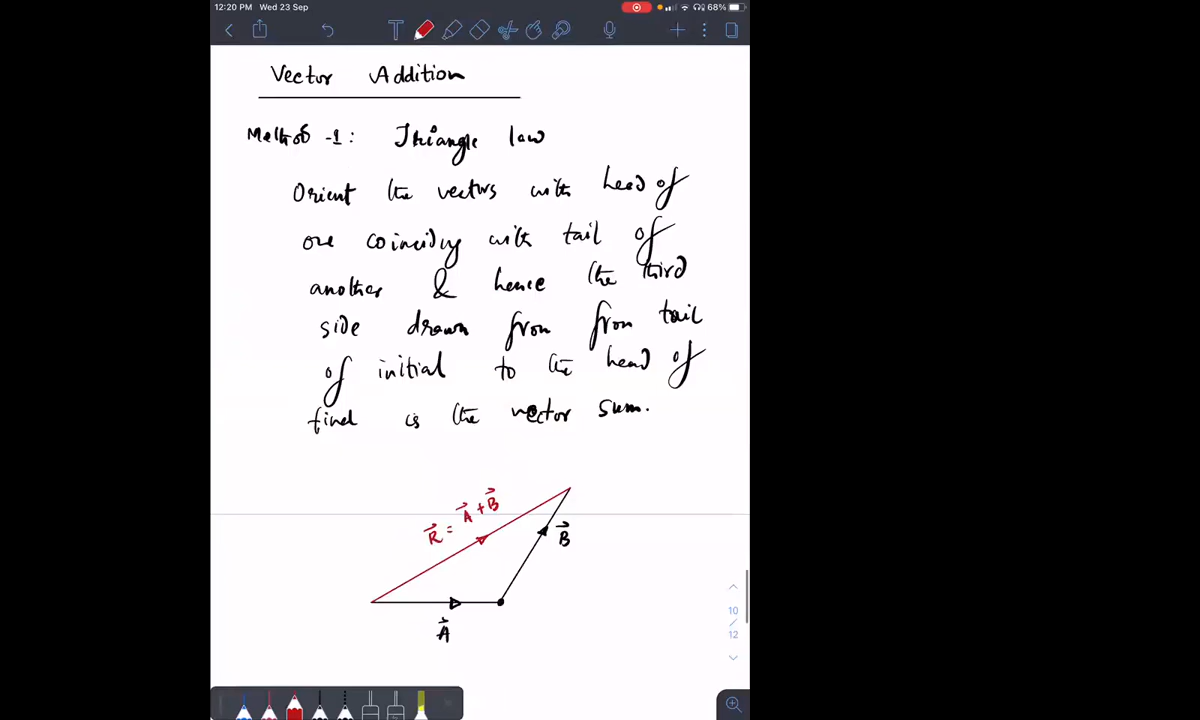 12:20 PM Wed 23 Sep
68%
T
Vector Addition
Method -1: Triangle law
Orient the vectors with head of
one coinciding with tail of
another & hence the third
side drawn from from tail
of initial to the head of
final is the vector sum.
R⃗ = A⃗ + B⃗
B⃗
A⃗
10
/
12